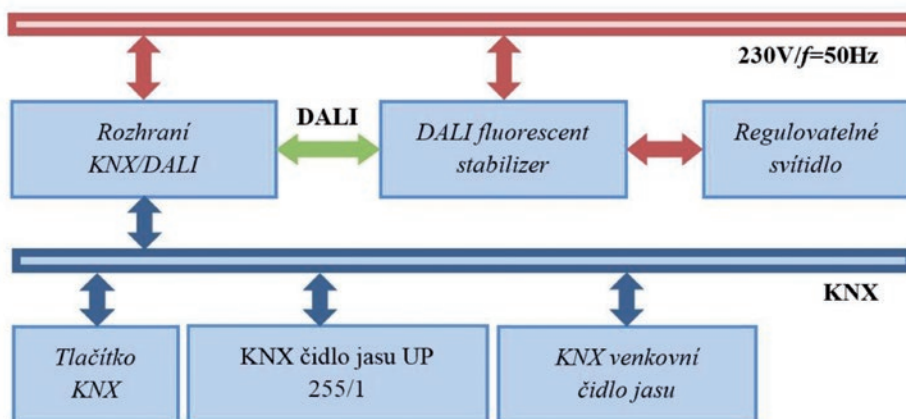 230V/f=50Hz
Rozhraní
KNX/DALI
DALI
DALI fluorescent
stabilizer
Regulovatelné
svítidlo
KNX
Tlačítko
KNX
KNX čidlo jasu UP
255/1
KNX venkovní
čidlo jasu